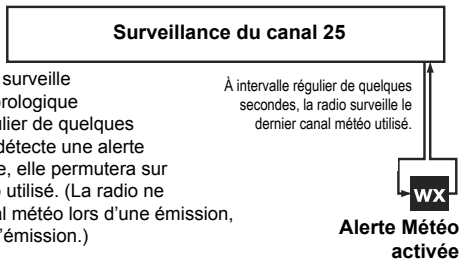 Surveillance du canal 25
surveille
orologique
ulier de quelques
détecte une alerte
e, elle permutera sur
utilisé. (La radio ne
al météo lors d'une émission,
l'émission.)
À intervalle régulier de quelques
secondes, la radio surveille le
dernier canal météo utilisé.
WX
Alerte Météo
activée